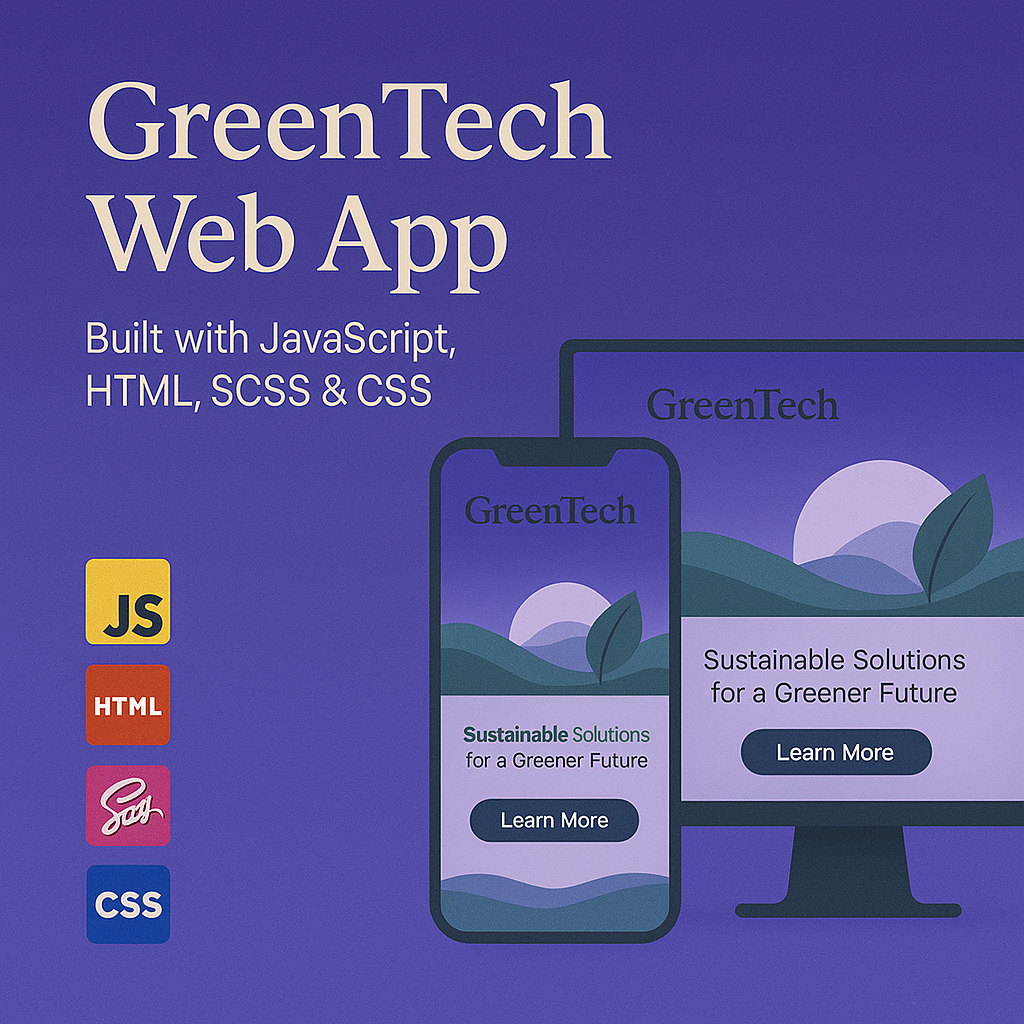 GreenTech
Web App
Built with JavaScript,
HTML, SCSS & CSS
JS
HTML
CSS
GreenTech
Sustainable Solutions
for a Greener Future
Learn More
GreenTech
Sustainable Solutions
for a Greener Future
Learn More